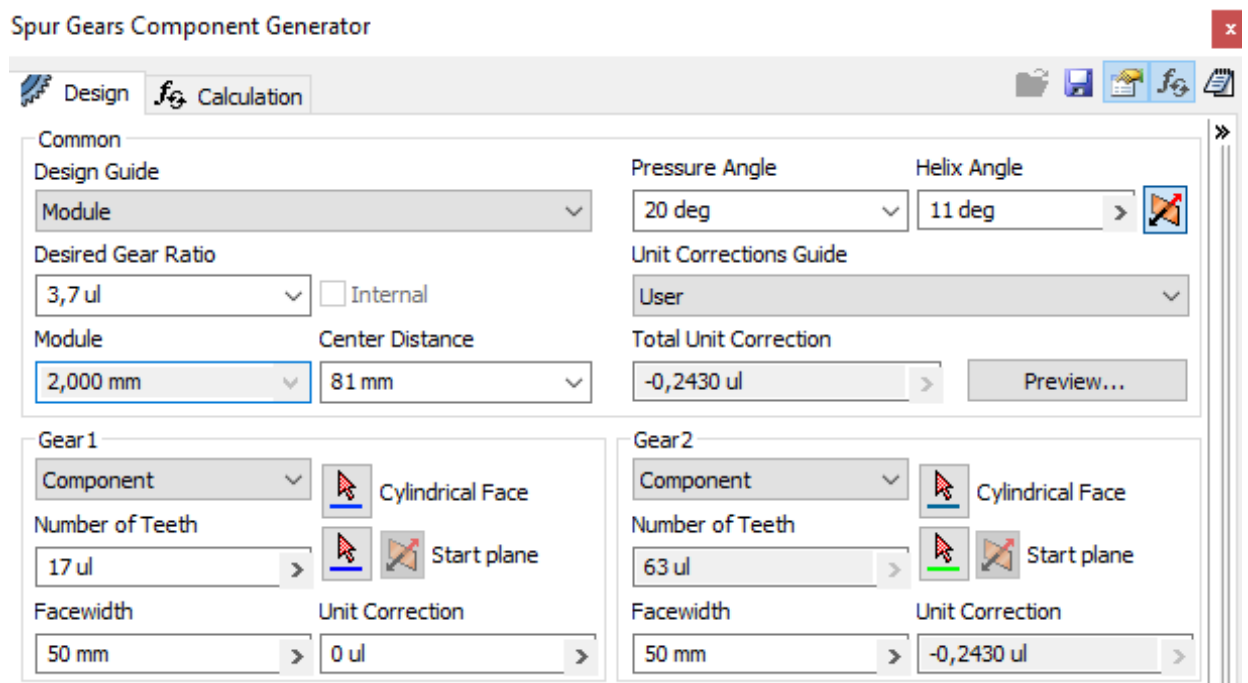 Spur Gears Component Generator
x
Design
fG Calculation
Common
Design Guide
Pressure Angle
Helix Angle
Module
20 deg
11 deg
Desired Gear Ratio
Unit Corrections Guide
3,7 ul
Internal
User
Module
Center Distance
Total Unit Correction
2,000 mm
81 mm
-0,2430 ul
Preview...
Gear1
Gear2
Component
Cylindrical Face
Component
Cylindrical Face
Number of Teeth
Number of Teeth
17 ul
Start plane
63 ul
Start plane
Facewidth
Unit Correction
Facewidth
Unit Correction
50 mm
0 ul
50 mm
-0,2430 ul